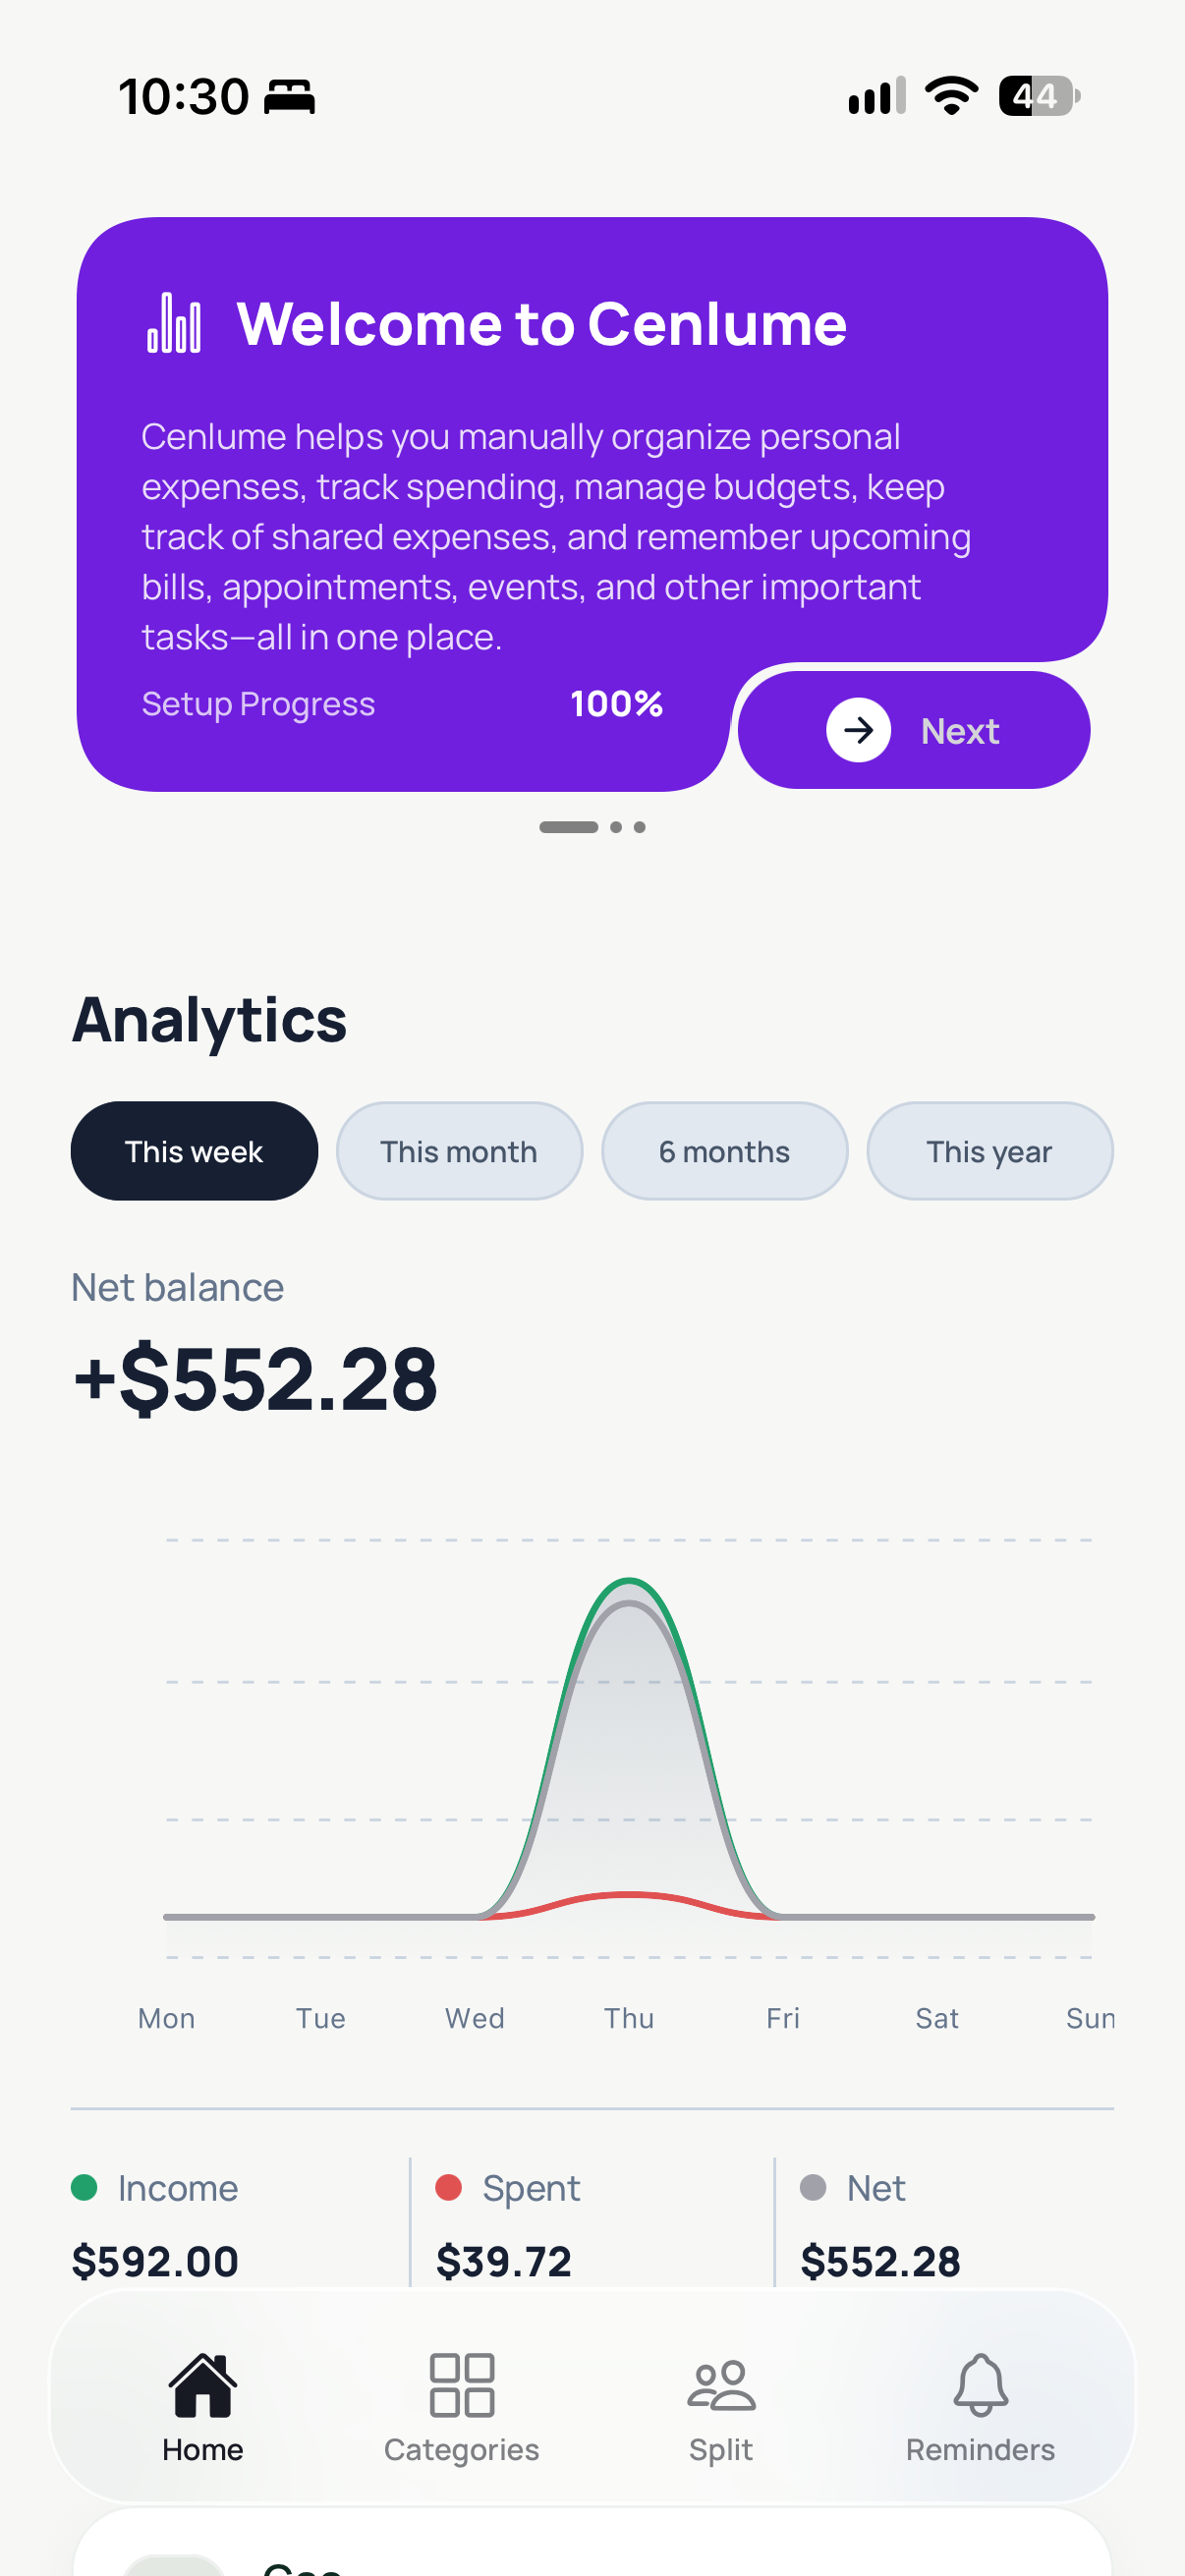 10:30
44
Welcome to Cenlume
Cenlume helps you manually organize personal
expenses, track spending, manage budgets, keep
track of shared expenses, and remember upcoming
bills, appointments, events, and other important
tasks—all in one place.
Setup Progress 100%
Next
Analytics
This week This month 6 months This year
Net balance
+$552.28
Mon Tue Wed Thu Fri Sat Sun
Income Spent Net
$592.00 $39.72 $552.28
Home Categories Split Reminders